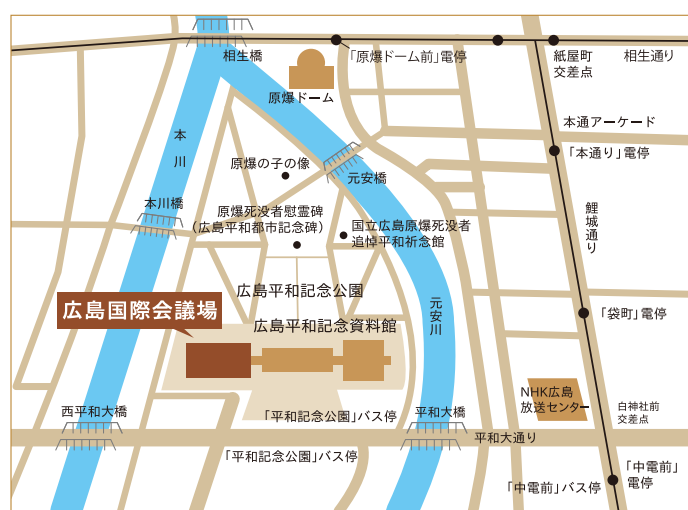 相生橋
「原爆ドーム前」電停
紙屋町
交差点
相生通り
原爆ドーム
本通アーケード
本
川
「本通り」電停
原爆の子の像
元安橋
本川橋
原爆死没者慰霊碑
(広島平和都市記念碑)
国立広島原爆死没者
追悼平和祈念館
鯉城通り
広島平和記念公園
広島国際会議場
元安川
「袋町」電停
広島平和記念資料館
NHK広島
放送センター
西平和大橋
「平和記念公園」バス停
平和大橋
白神社前
交差点
平和大通り
「平和記念公園」バス停
「中電前」
電停
「中電前」バス停